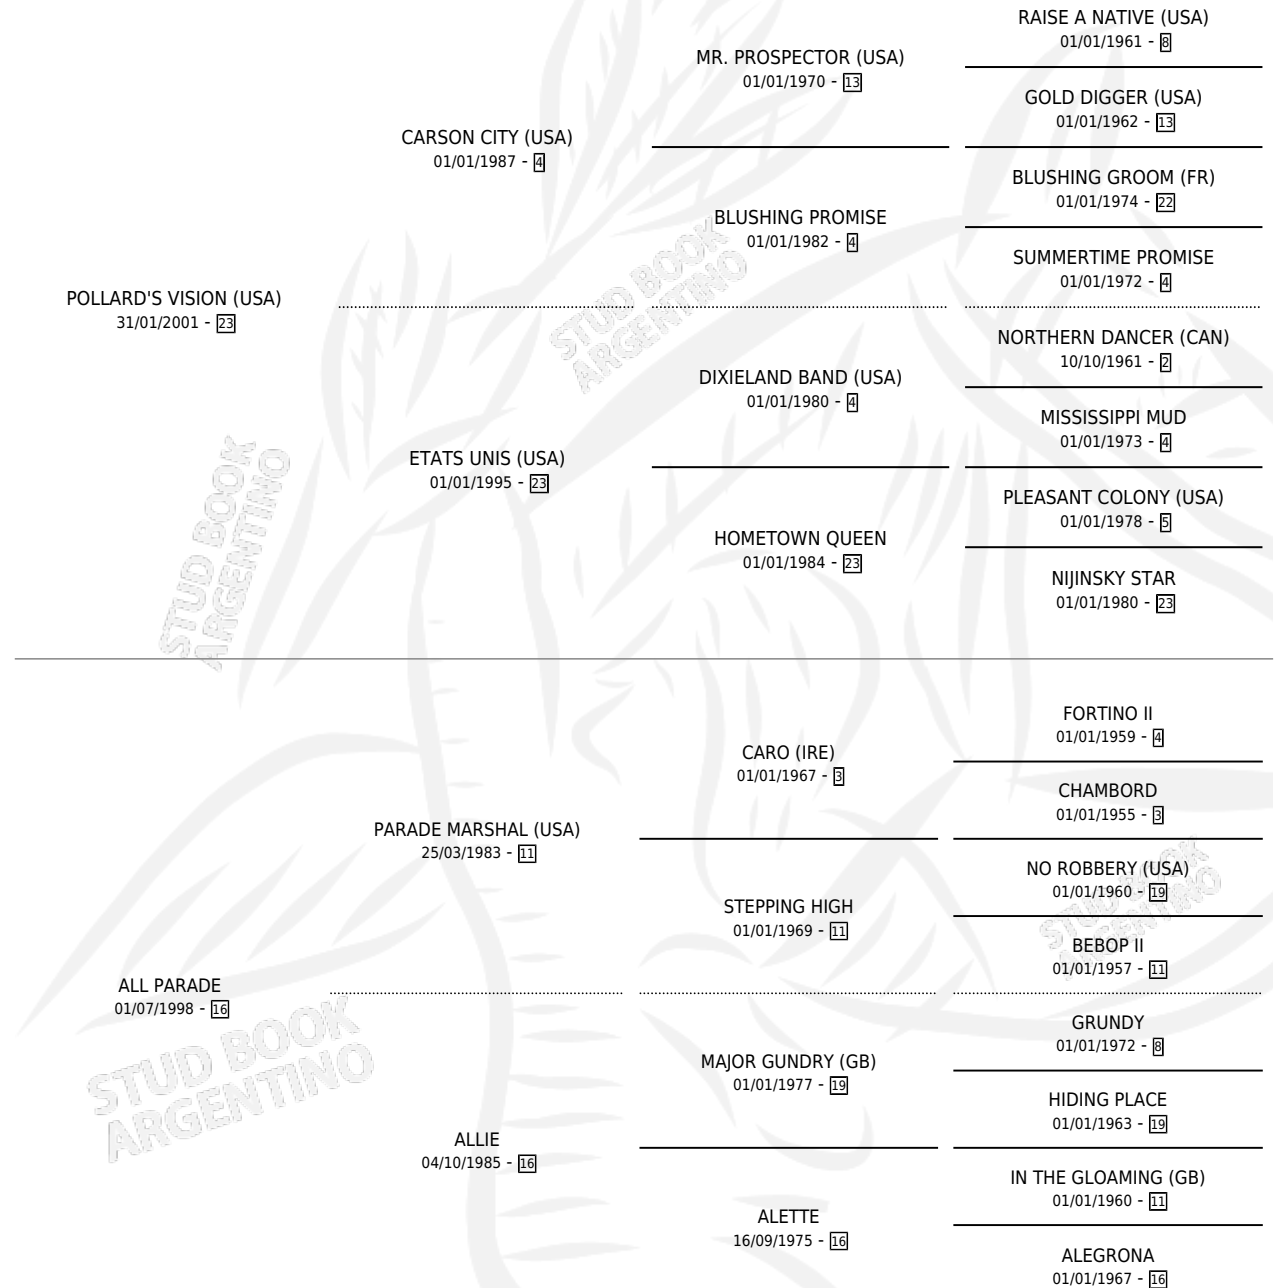 RAISE A NATIVE (USA)
01/01/1961 - 8
MR. PROSPECTOR (USA)
01/01/1970 - 13
GOLD DIGGER (USA)
01/01/1962 - 13
CARSON CITY (USA)
01/01/1987 - 4
BLUSHING GROOM (FR)
01/01/1974 - 22
BLUSHING PROMISE
01/01/1982 - 4
SUMMERTIME PROMISE
01/01/1972 - 4
POLLARD'S VISION (USA)
31/01/2001 - 23
NORTHERN DANCER (CAN)
10/10/1961 - 2
DIXIELAND BAND (USA)
01/01/1980 - 4
MISSISSIPPI MUD
01/01/1973 - 4
ETATS UNIS (USA)
01/01/1995 - 23
PLEASANT COLONY (USA)
01/01/1978 - 5
HOMETOWN QUEEN
01/01/1984 - 23
NIJINSKY STAR
01/01/1980 - 23
FORTINO II
01/01/1959 - 4
CARO (IRE)
01/01/1967 - 3
CHAMBORD
01/01/1955 - 3
PARADE MARSHAL (USA)
25/03/1983 - 11
NO ROBBERY (USA)
01/01/1960 - 19
STEPPING HIGH
01/01/1969 - 11
BEBOP II
01/01/1957 - 11
ALL PARADE
01/07/1998 - 16
GRUNDY
01/01/1972 - 8
MAJOR GUNDRY (GB)
01/01/1977 - 19
HIDING PLACE
01/01/1963 - 19
ALLIE
04/10/1985 - 16
IN THE GLOAMING (GB)
01/01/1960 - 11
ALETTE
16/09/1975 - 16
ALEGRONA
01/01/1967 - 16
STUD BOOK
ARGENTINO
STUD BOOK
ARGENTINO
STUD BOOK
ARGENTINO
STUD BOOK
ARGENTINO